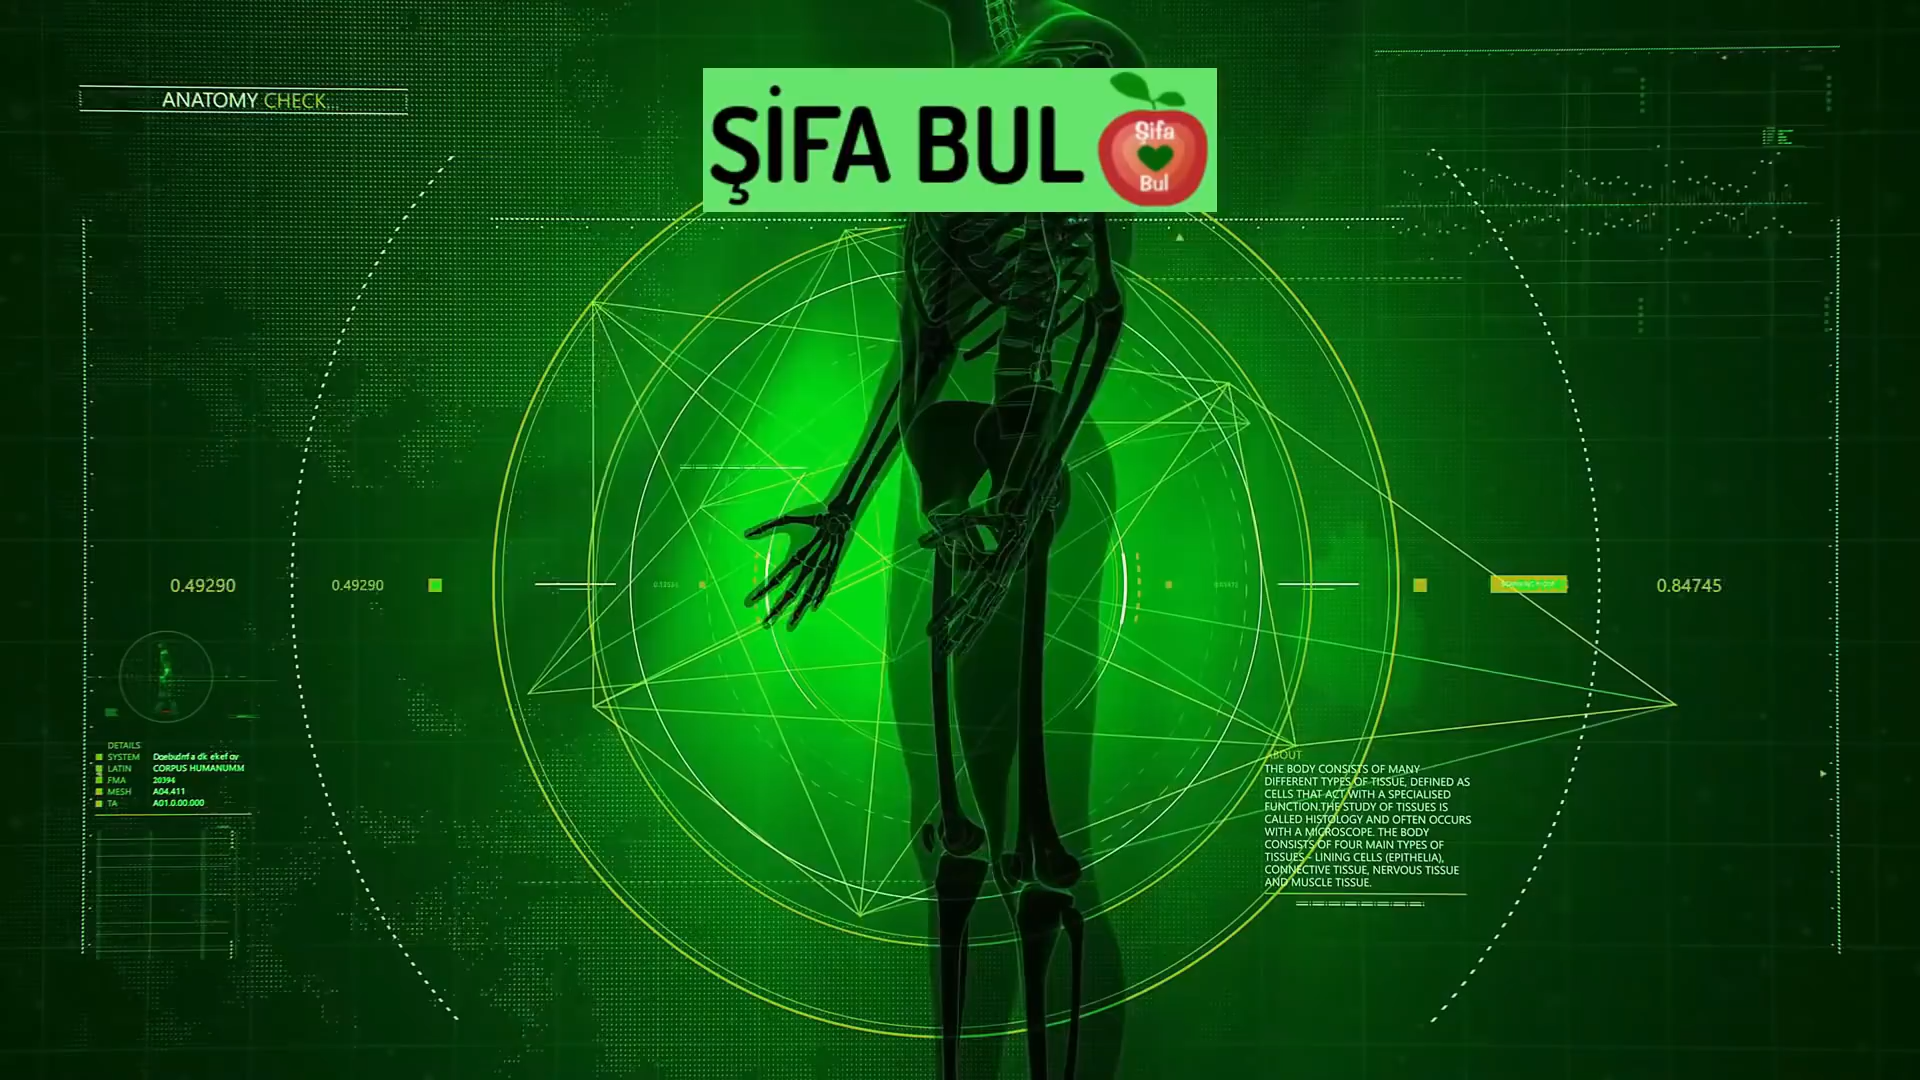 ŞİFA BUL
Şifa
Bul
ANATOMY CHECK...
0.49290
0.49290
0.84745
DETAILS
SYSTEM
LATIN CORPUS HUMANUMM
FMA 20394
MESH A04.411
TA A01.0.00.000
ABOUT
THE BODY CONSISTS OF MANY
DIFFERENT TYPES OF TISSUE, DEFINED AS
CELLS THAT ACT WITH A SPECIALISED
FUNCTION.THE STUDY OF TISSUES IS
CALLED HISTOLOGY AND OFTEN OCCURS
WITH A MICROSCOPE. THE BODY
CONSISTS OF FOUR MAIN TYPES OF
TISSUES - LINING CELLS (EPITHELIA),
CONNECTIVE TISSUE, NERVOUS TISSUE
AND MUSCLE TISSUE.